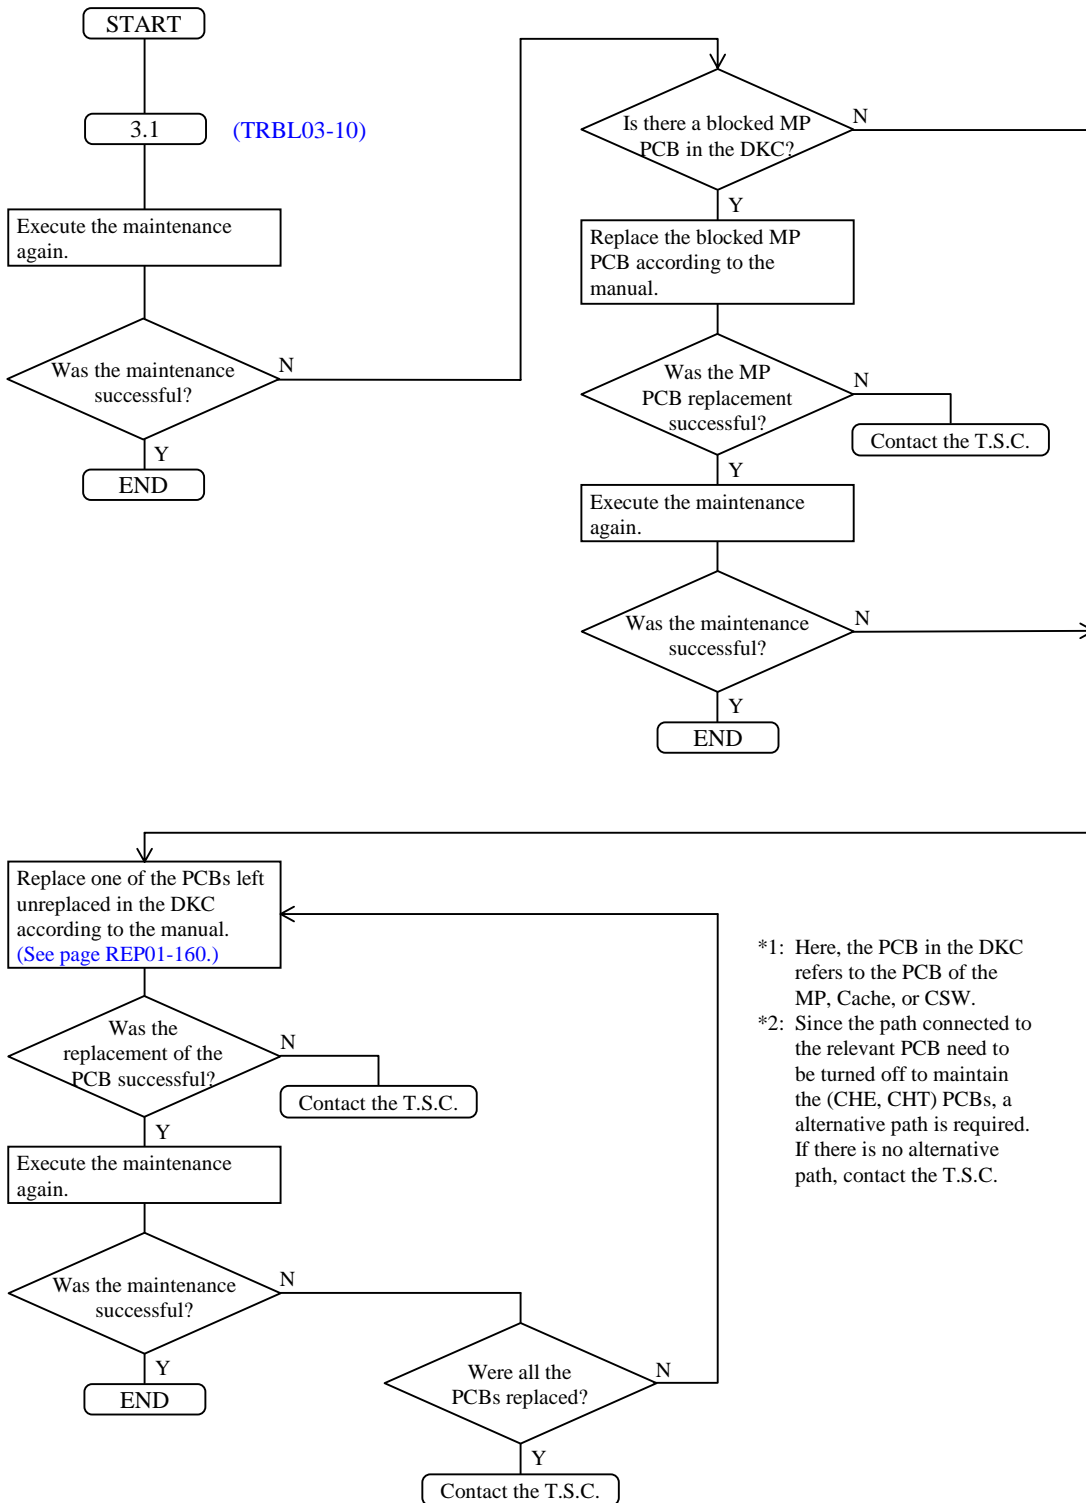 START
3.1 (TRBL03-10)
Execute the maintenance
again.
Was the maintenance
successful?
N
Y
END
Is there a blocked MP
PCB in the DKC?
N
Y
Replace the blocked MP
PCB according to the
manual.
Was the MP
PCB replacement
successful?
N
Contact the T.S.C.
Y
Execute the maintenance
again.
Was the maintenance
successful?
N
Y
END
Replace one of the PCBs left
unreplaced in the DKC
according to the manual.
(See page REP01-160.)
Was the
replacement of the
PCB successful?
N
Contact the T.S.C.
Y
Execute the maintenance
again.
Was the maintenance
successful?
N
Y
END
Were all the
PCBs replaced?
N
Y
Contact the T.S.C.
*1: Here, the PCB in the DKC
refers to the PCB of the
MP, Cache, or CSW.
*2: Since the path connected to
the relevant PCB need to
be turned off to maintain
the (CHE, CHT) PCBs, a
alternative path is required.
If there is no alternative
path, contact the T.S.C.